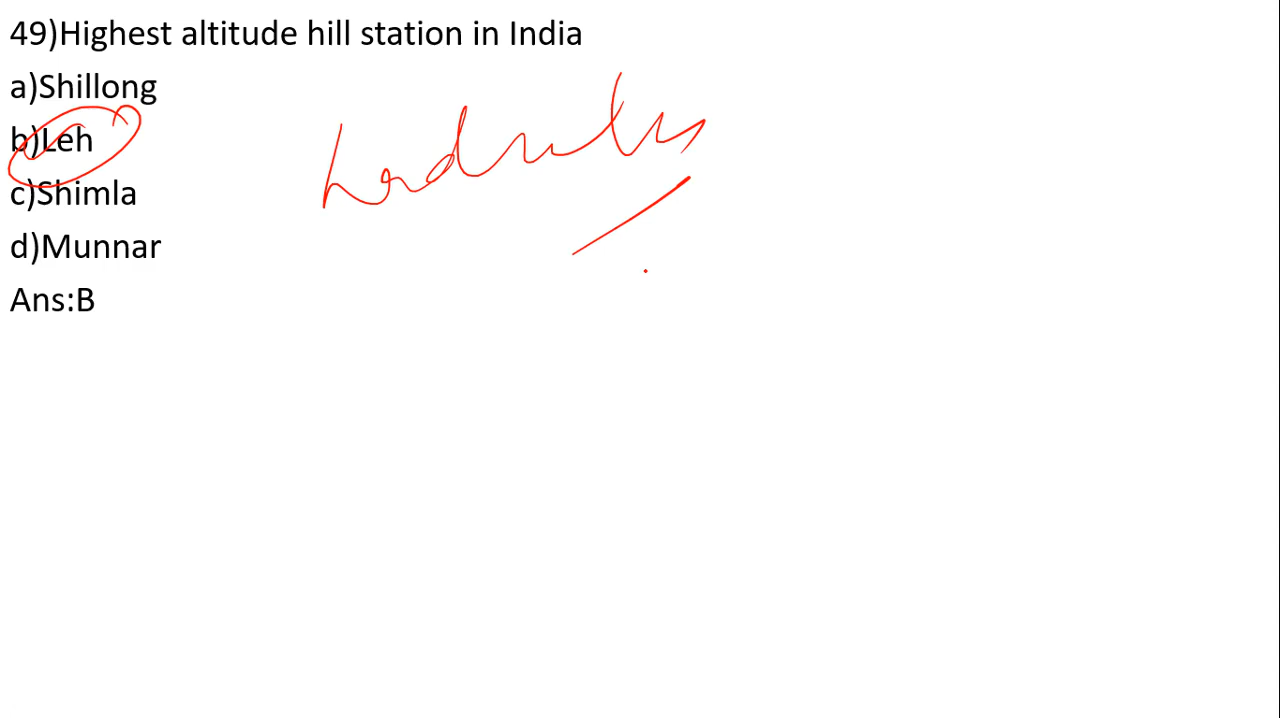 49)Highest altitude hill station in India
a)Shillong
b)Leh
c)Shimla
d)Munnar
Ans:B